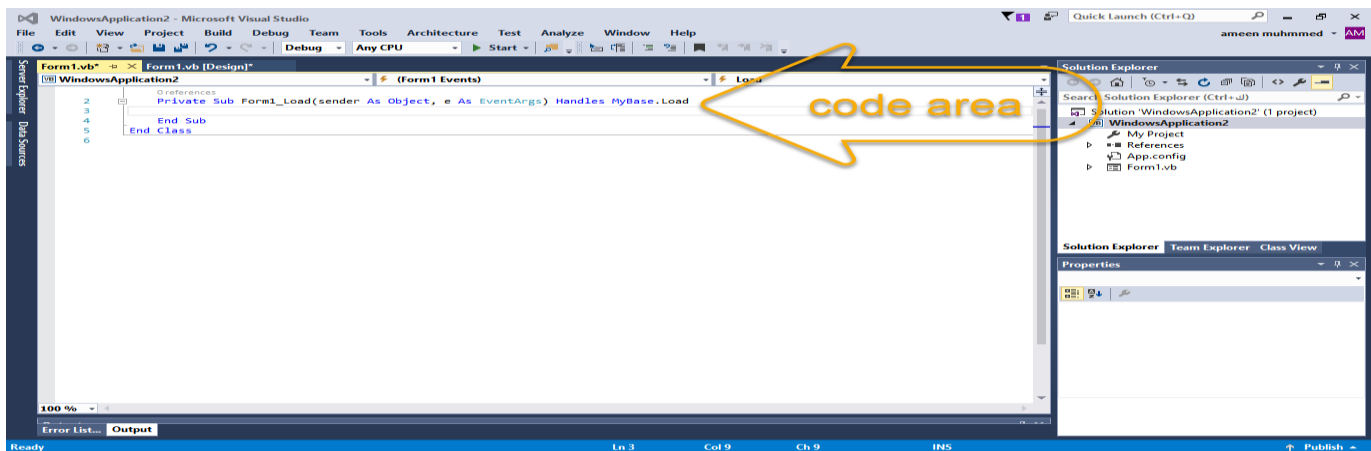 WindowsApplication2 - Microsoft Visual Studio
1
Quick Launch (Ctrl+Q)
File Edit View Project Build Debug Team Tools Architecture Test Analyze Window Help
ameen muhmmed AM
Debug Any CPU Start
Server Explorer
Data Sources
Form1.vb* Form1.vb [Design]*
VB WindowsApplication2 (Form1 Events) Load
0 references
2 Private Sub Form1_Load(sender As Object, e As EventArgs) Handles MyBase.Load
3
4 End Sub
5 End Class
6
code area
100 %
Error List... Output
Solution Explorer
Search Solution Explorer (Ctrl+ك)
Solution 'WindowsApplication2' (1 project)
VB WindowsApplication2
My Project
References
App.config
Form1.vb
Solution Explorer Team Explorer Class View
Properties
Ready Ln 3 Col 9 Ch 9 INS Publish